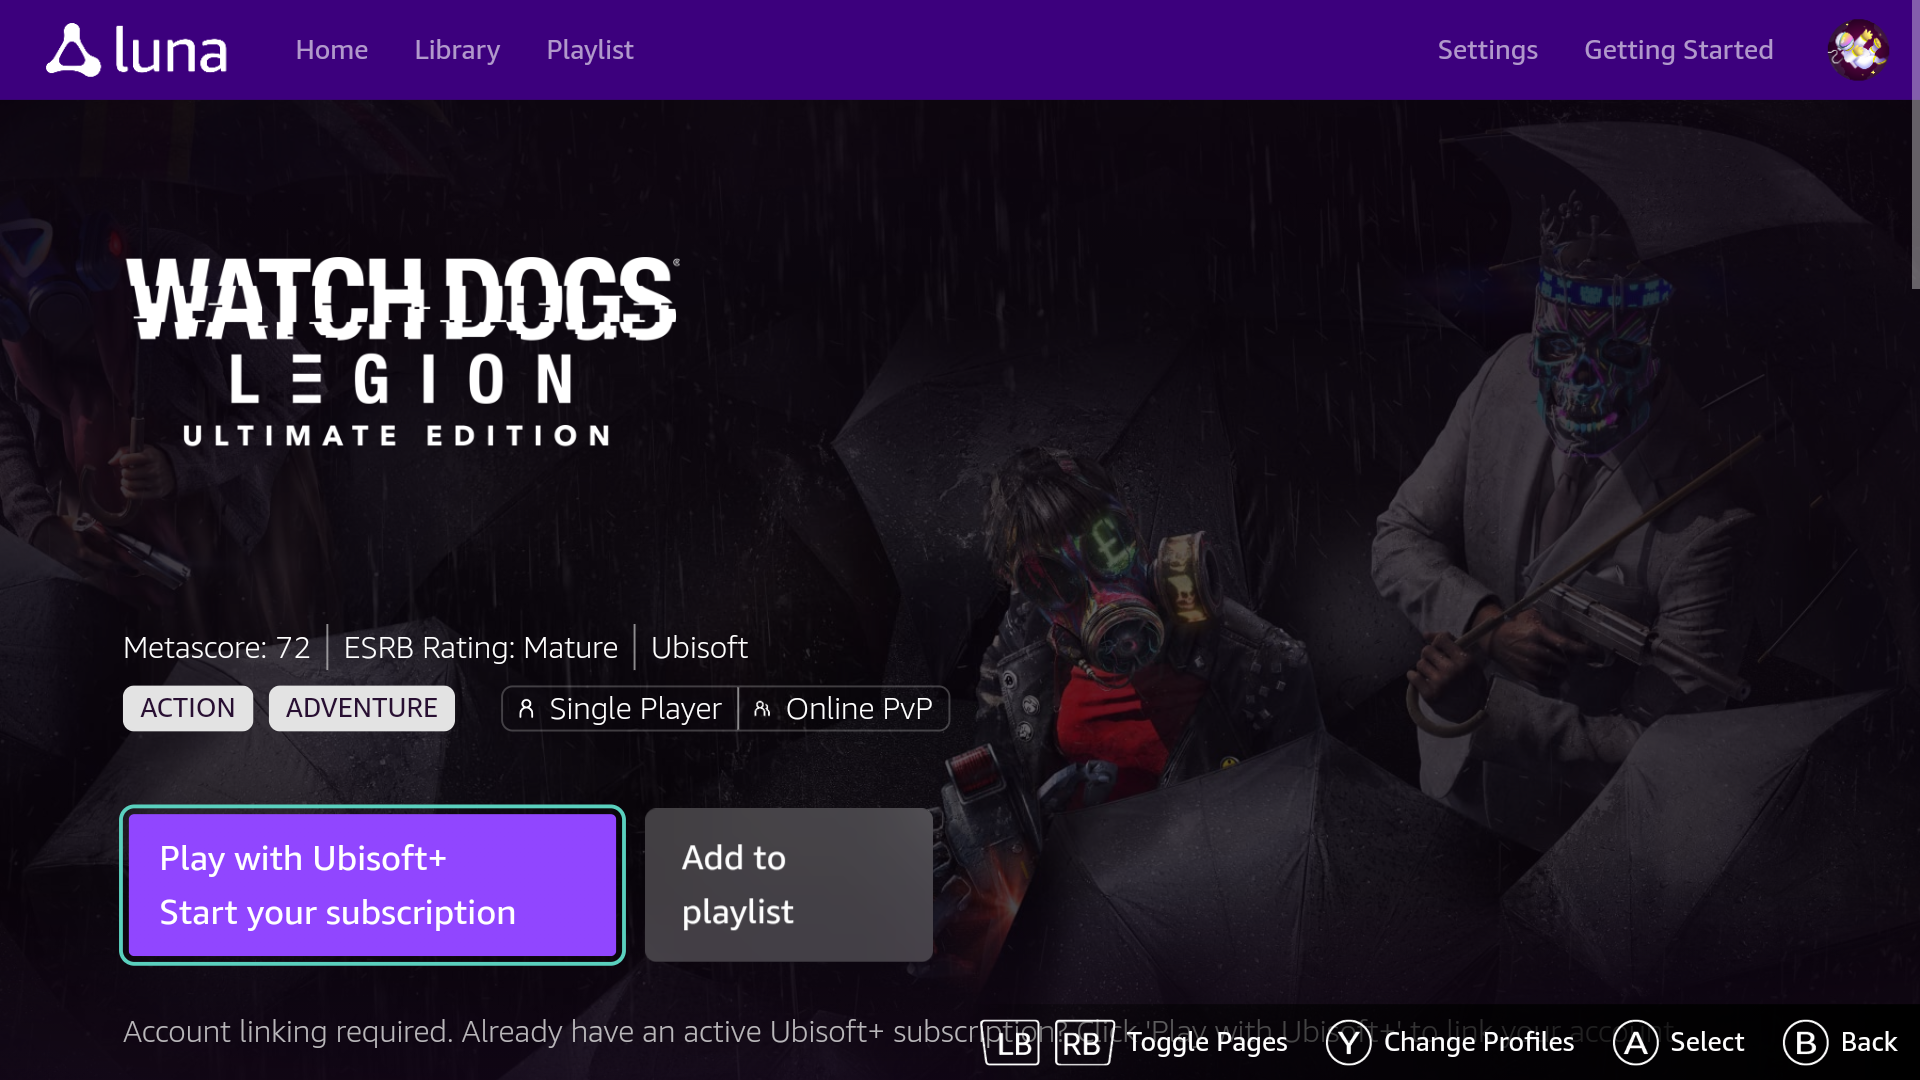 luna
Home
Library
Playlist
Settings
Getting Started
WATCH DOGS
LEGION
ULTIMATE EDITION
Metascore: 72
ESRB Rating: Mature
Ubisoft
ACTION
ADVENTURE
Single Player
Online PvP
Play with Ubisoft+
Start your subscription
Add to
playlist
Account linking required. Already have an active Ubisoft+ subscription? Click 'Play with Ubisoft+' to link your account.
LB
RB
Toggle Pages
Y
Change Profiles
A
Select
B
Back